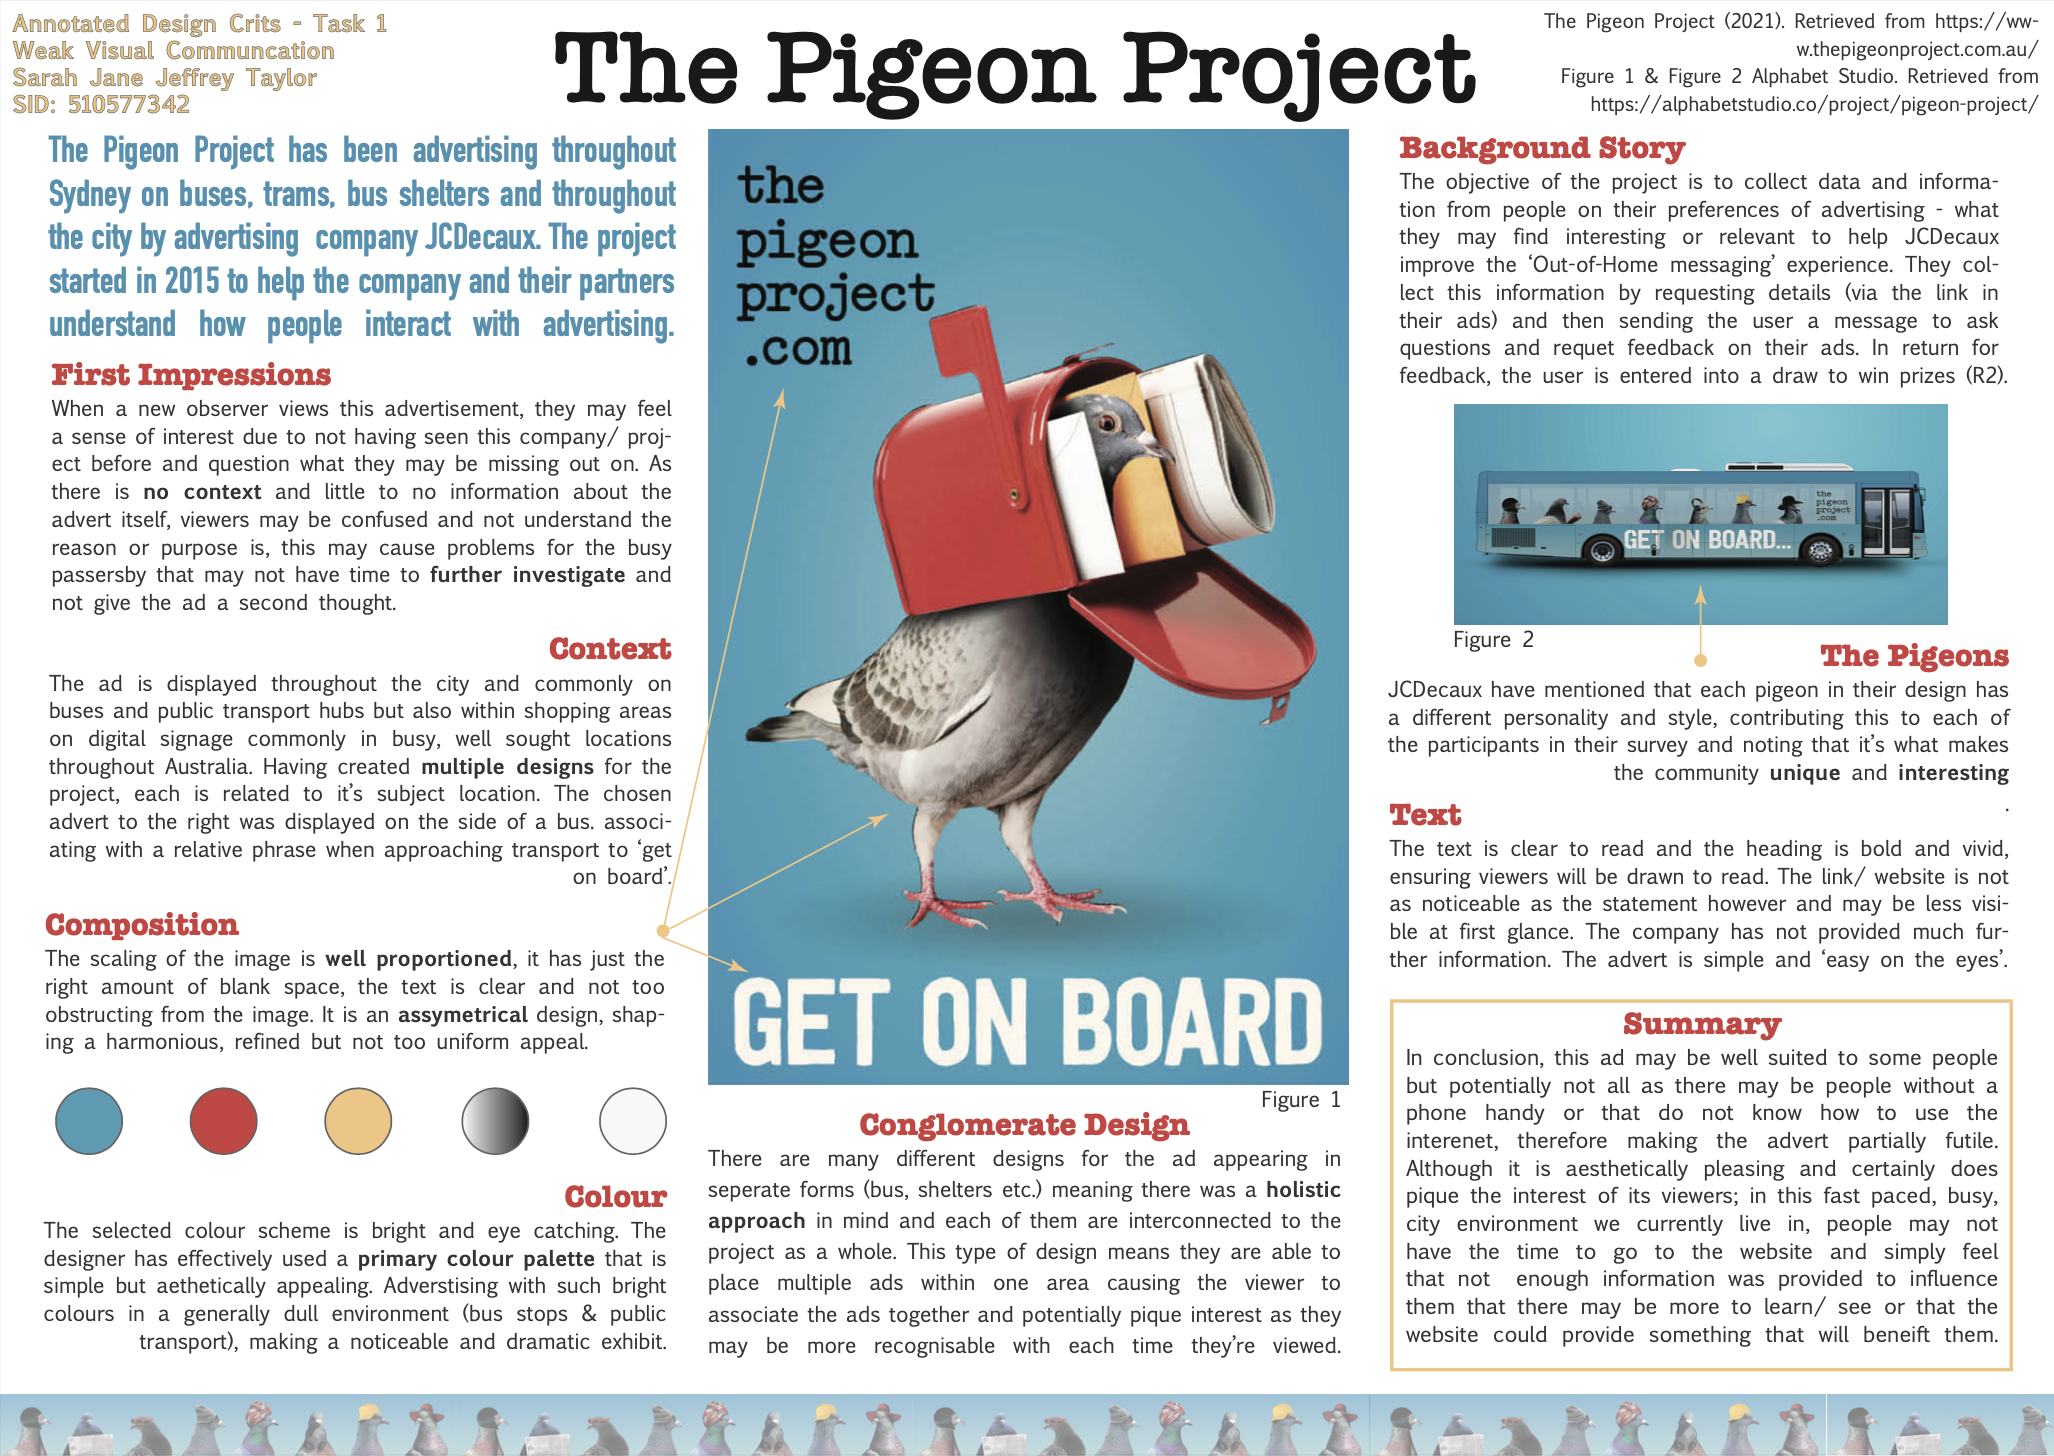 Annotated Design Crits - Task 1
Weak Visual Communcation
Sarah Jane Jeffrey Taylor
SID: 510577342
The Pigeon Project
The Pigeon Project (2021). Retrieved from https://ww-
w.thepigeonproject.com.au/
Figure 1 & Figure 2 Alphabet Studio. Retrieved from
https://alphabetstudio.co/project/pigeon-project/
The Pigeon Project has been advertising throughout
Sydney on buses, trams, bus shelters and throughout
the city by advertising company JCDecaux. The project
started in 2015 to help the company and their partners
understand how people interact with advertising.
First Impressions
When a new observer views this advertisement, they may feel
a sense of interest due to not having seen this company/ proj-
ect before and question what they may be missing out on. As
there is no context and little to no information about the
advert itself, viewers may be confused and not understand the
reason or purpose is, this may cause problems for the busy
passersby that may not have time to further investigate and
not give the ad a second thought.
Context
The ad is displayed throughout the city and commonly on
buses and public transport hubs but also within shopping areas
on digital signage commonly in busy, well sought locations
throughout Australia. Having created multiple designs for the
project, each is related to it's subject location. The chosen
advert to the right was displayed on the side of a bus. associ-
ating with a relative phrase when approaching transport to 'get
on board'.
Composition
The scaling of the image is well proportioned, it has just the
right amount of blank space, the text is clear and not too
obstructing from the image. It is an assymetrical design, shap-
ing a harmonious, refined but not too uniform appeal.
Colour
The selected colour scheme is bright and eye catching. The
designer has effectively used a primary colour palette that is
simple but aethetically appealing. Adverstising with such bright
colours in a generally dull environment (bus stops & public
transport), making a noticeable and dramatic exhibit.
the
pigeon
project
.com
GET ON BOARD
Figure 1
Conglomerate Design
There are many different designs for the ad appearing in
seperate forms (bus, shelters etc.) meaning there was a holistic
approach in mind and each of them are interconnected to the
project as a whole. This type of design means they are able to
place multiple ads within one area causing the viewer to
associate the ads together and potentially pique interest as they
may be more recognisable with each time they're viewed.
Background Story
The objective of the project is to collect data and informa-
tion from people on their preferences of advertising - what
they may find interesting or relevant to help JCDecaux
improve the 'Out-of-Home messaging' experience. They col-
lect this information by requesting details (via the link in
their ads) and then sending the user a message to ask
questions and requet feedback on their ads. In return for
feedback, the user is entered into a draw to win prizes (R2).
the
pigeon
project
.com
GET ON BOARD...
Figure 2
The Pigeons
JCDecaux have mentioned that each pigeon in their design has
a different personality and style, contributing this to each of
the participants in their survey and noting that it's what makes
the community unique and interesting
.
Text
The text is clear to read and the heading is bold and vivid,
ensuring viewers will be drawn to read. The link/ website is not
as noticeable as the statement however and may be less visi-
ble at first glance. The company has not provided much fur-
ther information. The advert is simple and 'easy on the eyes'.
Summary
In conclusion, this ad may be well suited to some people
but potentially not all as there may be people without a
phone handy or that do not know how to use the
interenet, therefore making the advert partially futile.
Although it is aesthetically pleasing and certainly does
pique the interest of its viewers; in this fast paced, busy,
city environment we currently live in, people may not
have the time to go to the website and simply feel
that not enough information was provided to influence
them that there may be more to learn/ see or that the
website could provide something that will beneift them.